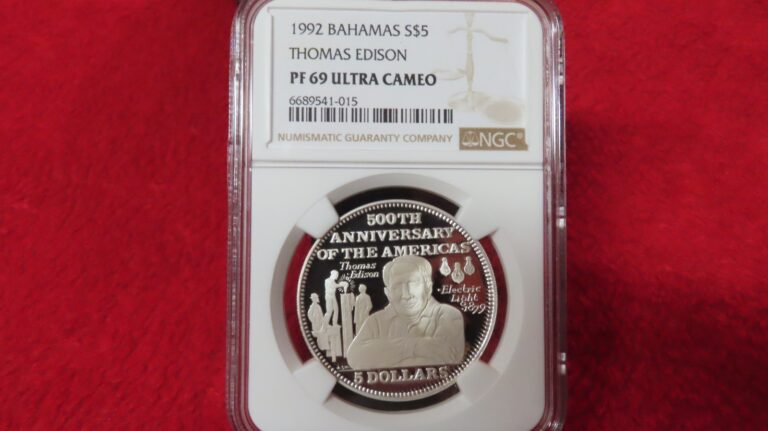 1992 BAHAMAS S$5
THOMAS EDISON
PF 69 ULTRA CAMEO
6689541-015
NUMISMATIC GUARANTY COMPANY
NGC®
500TH
ANNIVERSARY
OF THE AMERICAS
Thomas
Edison
Electric
Light
5 DOLLARS